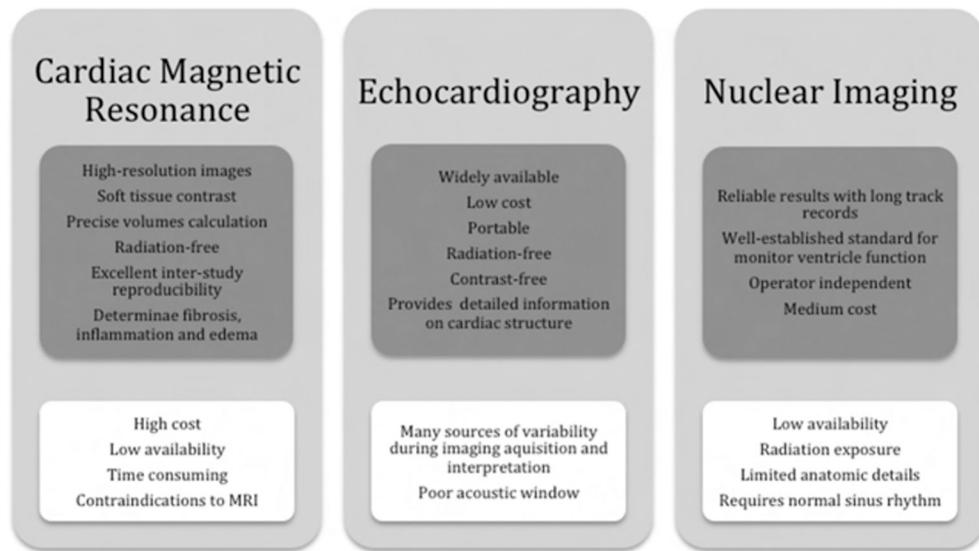 Cardiac Magnetic
Resonance
High-resolution images
Soft tissue contrast
Precise volumes calculation
Radiation-free
Excellent inter-study
reproducibility
Determinae fibrosis,
inflammation and edema
High cost
Low availability
Time consuming
Contraindications to MRI
Echocardiography
Widely available
Low cost
Portable
Radiation-free
Contrast-free
Provides detailed information
on cardiac structure
Many sources of variability
during imaging aquisition and
interpretation
Poor acoustic window
Nuclear Imaging
Reliable results with long track
records
Well-established standard for
monitor ventricle function
Operator independent
Medium cost
Low availability
Radiation exposure
Limited anatomic details
Requires normal sinus rhythm